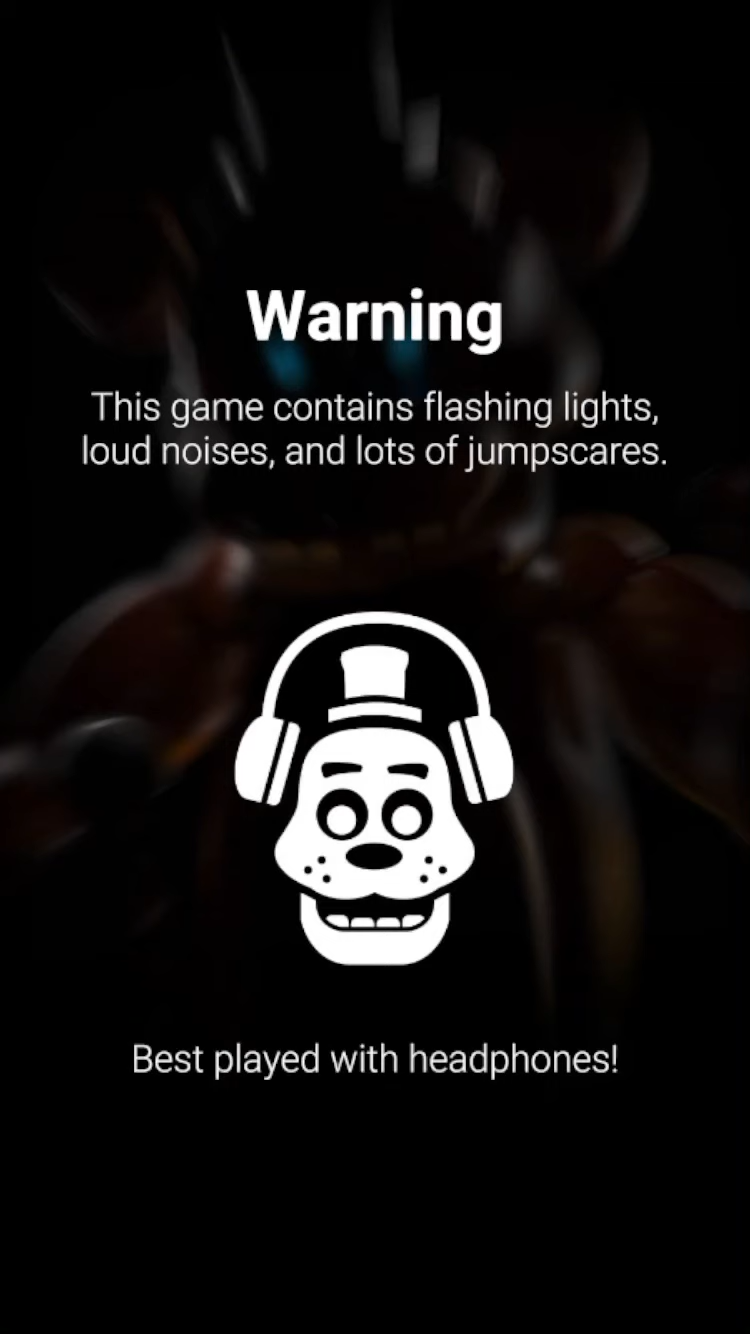 Warning
This game contains flashing lights,
loud noises, and lots of jumpscares.
Best played with headphones!